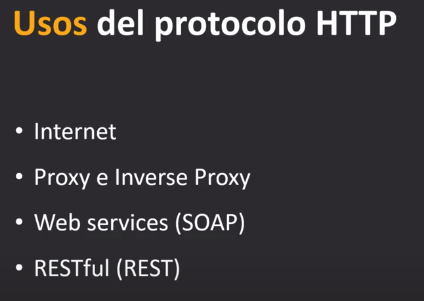 Usos del protocolo HTTP
• Internet
• Proxy e Inverse Proxy
• Web services (SOAP)
• RESTful (REST)